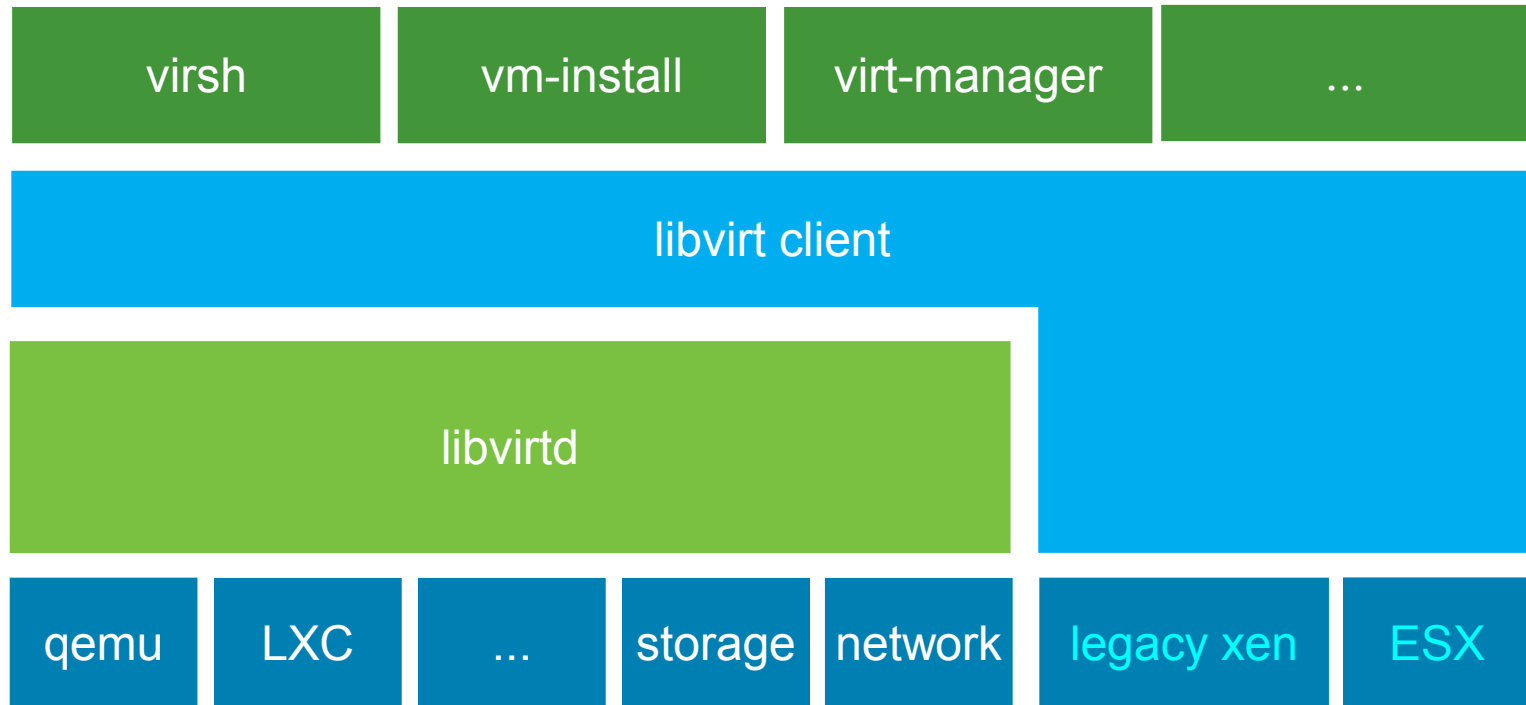 virsh
vm-install
virt-manager
...
libvirt client
libvirtd
qemu
LXC
...
storage
network
legacy xen
ESX